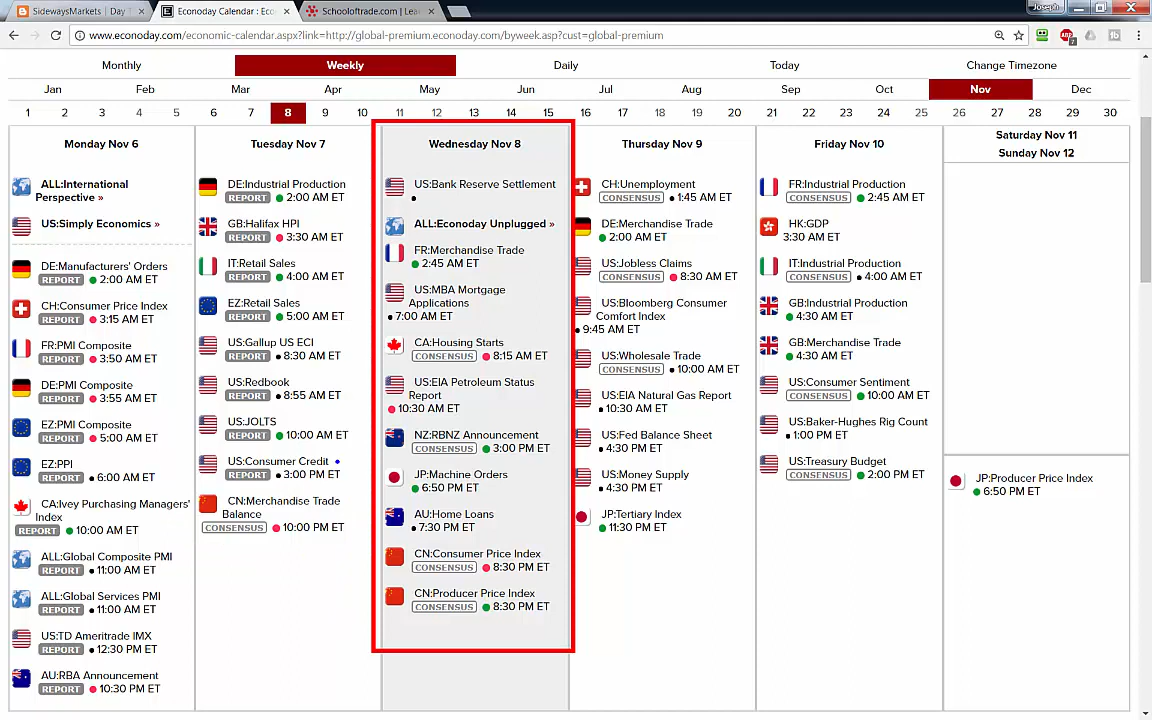 SidewaysMarkets | Day T
Econoday Calendar : Eco
Schooloftrade.com | Lea
Joseph
www.econoday.com/economic-calendar.aspx?link=http://global-premium.econoday.com/byweek.asp?cust=global-premium
Monthly Weekly Daily Today Change Timezone
Jan Feb Mar Apr May Jun Jul Aug Sep Oct Nov Dec
1 2 3 4 5 6 7 8 9 10 11 12 13 14 15 16 17 18 19 20 21 22 23 24 25 26 27 28 29 30
Monday Nov 6
ALL:International
Perspective »
US:Simply Economics »
DE:Manufacturers' Orders
REPORT 2:00 AM ET
CH:Consumer Price Index
REPORT 3:15 AM ET
FR:PMI Composite
REPORT 3:50 AM ET
DE:PMI Composite
REPORT 3:55 AM ET
EZ:PMI Composite
REPORT 5:00 AM ET
EZ:PPI
REPORT 6:00 AM ET
CA:Ivey Purchasing Managers'
Index
REPORT 10:00 AM ET
ALL:Global Composite PMI
REPORT 11:00 AM ET
ALL:Global Services PMI
REPORT 11:00 AM ET
US:TD Ameritrade IMX
REPORT 12:30 PM ET
AU:RBA Announcement
REPORT 10:30 PM ET
Tuesday Nov 7
DE:Industrial Production
REPORT 2:00 AM ET
GB:Halifax HPI
REPORT 3:30 AM ET
IT:Retail Sales
REPORT 4:00 AM ET
EZ:Retail Sales
REPORT 5:00 AM ET
US:Gallup US ECI
REPORT 8:30 AM ET
US:Redbook
REPORT 8:55 AM ET
US:JOLTS
REPORT 10:00 AM ET
US:Consumer Credit
REPORT 3:00 PM ET
CN:Merchandise Trade
Balance
CONSENSUS 10:00 PM ET
Wednesday Nov 8
US:Bank Reserve Settlement
ALL:Econoday Unplugged »
FR:Merchandise Trade
2:45 AM ET
US:MBA Mortgage
Applications
7:00 AM ET
CA:Housing Starts
CONSENSUS 8:15 AM ET
US:EIA Petroleum Status
Report
10:30 AM ET
NZ:RBNZ Announcement
CONSENSUS 3:00 PM ET
JP:Machine Orders
6:50 PM ET
AU:Home Loans
7:30 PM ET
CN:Consumer Price Index
CONSENSUS 8:30 PM ET
CN:Producer Price Index
CONSENSUS 8:30 PM ET
Thursday Nov 9
CH:Unemployment
CONSENSUS 1:45 AM ET
DE:Merchandise Trade
2:00 AM ET
US:Jobless Claims
CONSENSUS 8:30 AM ET
US:Bloomberg Consumer
Comfort Index
9:45 AM ET
US:Wholesale Trade
CONSENSUS 10:00 AM ET
US:EIA Natural Gas Report
10:30 AM ET
US:Fed Balance Sheet
4:30 PM ET
US:Money Supply
4:30 PM ET
JP:Tertiary Index
11:30 PM ET
Friday Nov 10
FR:Industrial Production
CONSENSUS 2:45 AM ET
HK:GDP
3:30 AM ET
IT:Industrial Production
CONSENSUS 4:00 AM ET
GB:Industrial Production
4:30 AM ET
GB:Merchandise Trade
4:30 AM ET
US:Consumer Sentiment
CONSENSUS 10:00 AM ET
US:Baker-Hughes Rig Count
1:00 PM ET
US:Treasury Budget
CONSENSUS 2:00 PM ET
Saturday Nov 11
Sunday Nov 12
JP:Producer Price Index
6:50 PM ET